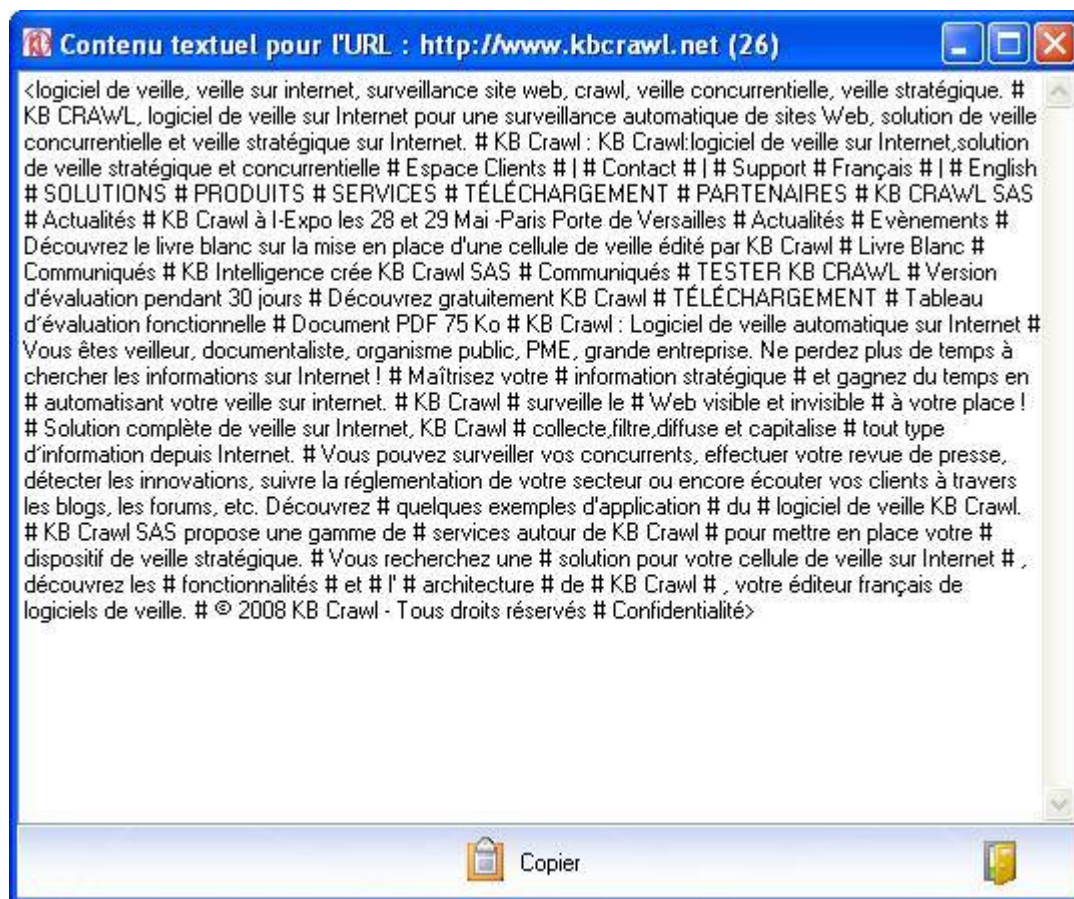 Contenu textuel pour l'URL : http://www.kbcrawl.net (26)
<logiciel de veille, veille sur internet, surveillance site web, crawl, veille concurrentielle, veille stratégique. #
KB CRAWL, logiciel de veille sur Internet pour une surveillance automatique de sites Web, solution de veille
concurrentielle et veille stratégique sur Internet. # KB Crawl : KB Crawl:logiciel de veille sur Internet,solution
de veille stratégique et concurrentielle # Espace Clients # | # Contact # | # Support # Français # | # English
# SOLUTIONS # PRODUITS # SERVICES # TÉLÉCHARGEMENT # PARTENAIRES # KB CRAWL SAS
# Actualités # KB Crawl à I-Expo les 28 et 29 Mai -Paris Porte de Versailles # Actualités # Evènements #
Découvrez le livre blanc sur la mise en place d'une cellule de veille édité par KB Crawl # Livre Blanc #
Communiqués # KB Intelligence crée KB Crawl SAS # Communiqués # TESTER KB CRAWL # Version
d'évaluation pendant 30 jours # Découvrez gratuitement KB Crawl # TÉLÉCHARGEMENT # Tableau
d´évaluation fonctionnelle # Document PDF 75 Ko # KB Crawl : Logiciel de veille automatique sur Internet #
Vous êtes veilleur, documentaliste, organisme public, PME, grande entreprise. Ne perdez plus de temps à
chercher les informations sur Internet ! # Maîtrisez votre # information stratégique # et gagnez du temps en
# automatisant votre veille sur internet. # KB Crawl # surveille le # Web visible et invisible # à votre place !
# Solution complète de veille sur Internet, KB Crawl # collecte,filtre,diffuse et capitalise # tout type
d´information depuis Internet. # Vous pouvez surveiller vos concurrents, effectuer votre revue de presse,
détecter les innovations, suivre la réglementation de votre secteur ou encore écouter vos clients à travers
les blogs, les forums, etc. Découvrez # quelques exemples d'application # du # logiciel de veille KB Crawl.
# KB Crawl SAS propose une gamme de # services autour de KB Crawl # pour mettre en place votre #
dispositif de veille stratégique. # Vous recherchez une # solution pour votre cellule de veille sur Internet # ,
découvrez les # fonctionnalités # et # l' # architecture # de # KB Crawl # , votre éditeur français de
logiciels de veille. # © 2008 KB Crawl - Tous droits réservés # Confidentialité>
Copier